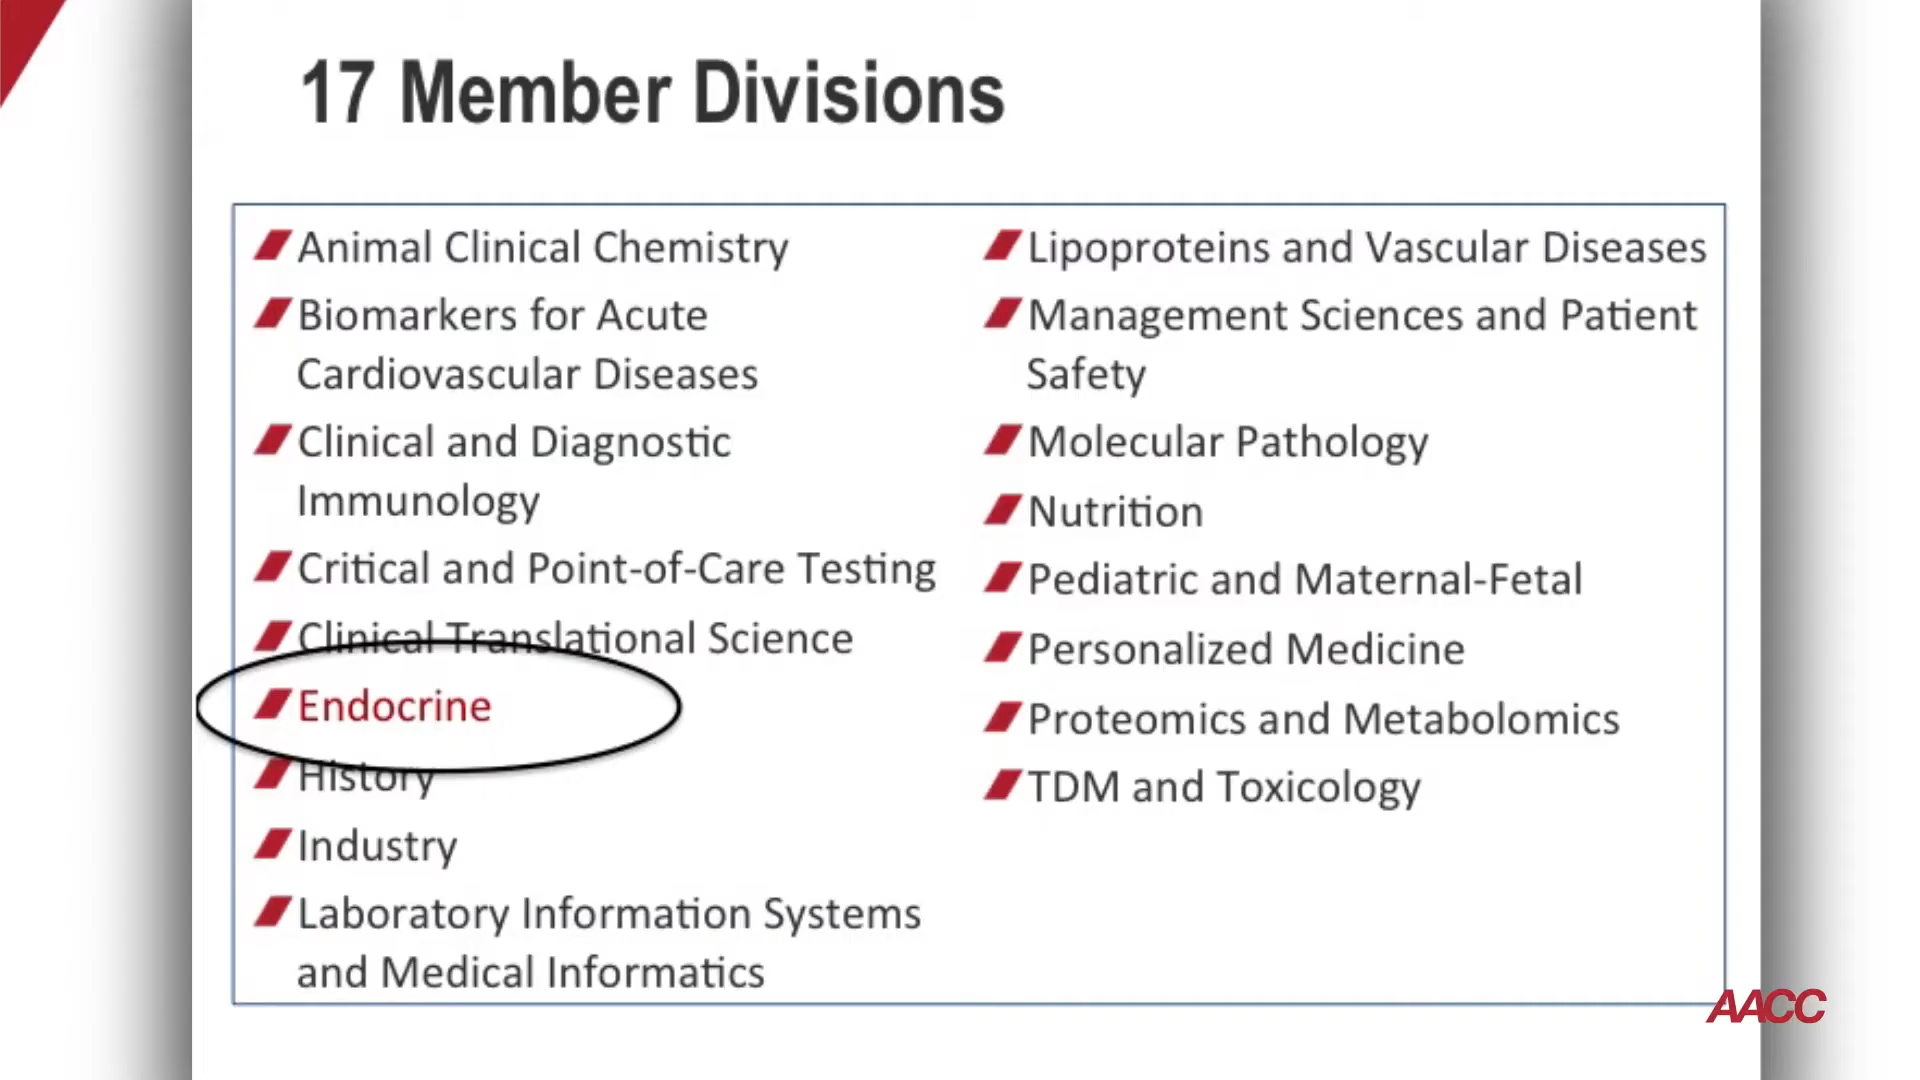 17 Member Divisions
Animal Clinical Chemistry
Biomarkers for Acute
Cardiovascular Diseases
Clinical and Diagnostic
Immunology
Critical and Point-of-Care Testing
Clinical Translational Science
Endocrine
History
Industry
Laboratory Information Systems
and Medical Informatics
Lipoproteins and Vascular Diseases
Management Sciences and Patient
Safety
Molecular Pathology
Nutrition
Pediatric and Maternal-Fetal
Personalized Medicine
Proteomics and Metabolomics
TDM and Toxicology
AACC